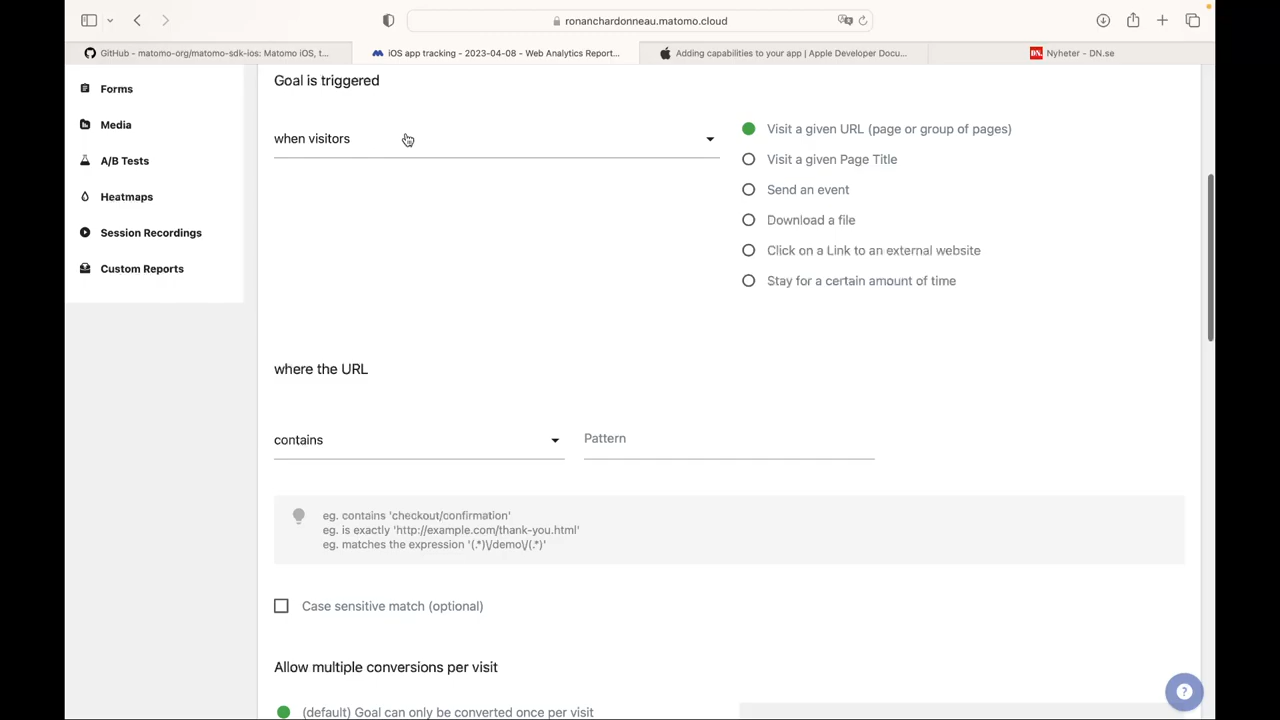 ronanchardonneau.matomo.cloud
GitHub - matomo-org/matomo-sdk-ios: Matomo iOS, t...
iOS app tracking - 2023-04-08 - Web Analytics Report...
Adding capabilities to your app | Apple Developer Docu...
DN.
Nyheter - DN.se
Forms
Media
A/B Tests
Heatmaps
Session Recordings
Custom Reports
Goal is triggered
when visitors
Visit a given URL (page or group of pages)
Visit a given Page Title
Send an event
Download a file
Click on a Link to an external website
Stay for a certain amount of time
where the URL
contains
Pattern
eg. contains 'checkout/confirmation'
eg. is exactly 'http://example.com/thank-you.html'
eg. matches the expression '(.*)\/demo\/(.*)'
Case sensitive match (optional)
Allow multiple conversions per visit
(default) Goal can only be converted once per visit
?